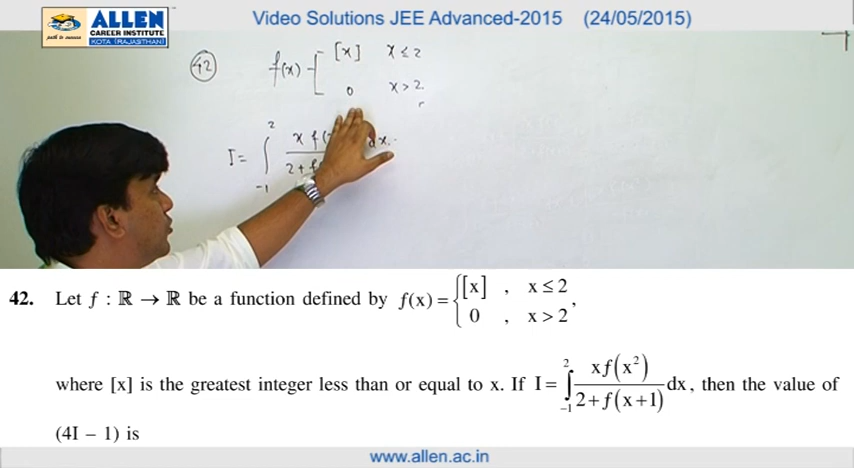 ALLEN
CAREER INSTITUTE
KOTA (RAJASTHAN)
path to success
Video Solutions JEE Advanced-2015 (24/05/2015)
42 f(x) = { [x] x ≤ 2
0 x > 2
2
I = ∫ x f( dx
2 + f
-1
42. Let f : ℝ → ℝ be a function defined by f(x) = { [x] , x ≤ 2
0 , x > 2 ,
where [x] is the greatest integer less than or equal to x. If I = ∫₋₁² xf(x²) / 2+f(x+1) dx, then the value of
(4I – 1) is
www.allen.ac.in